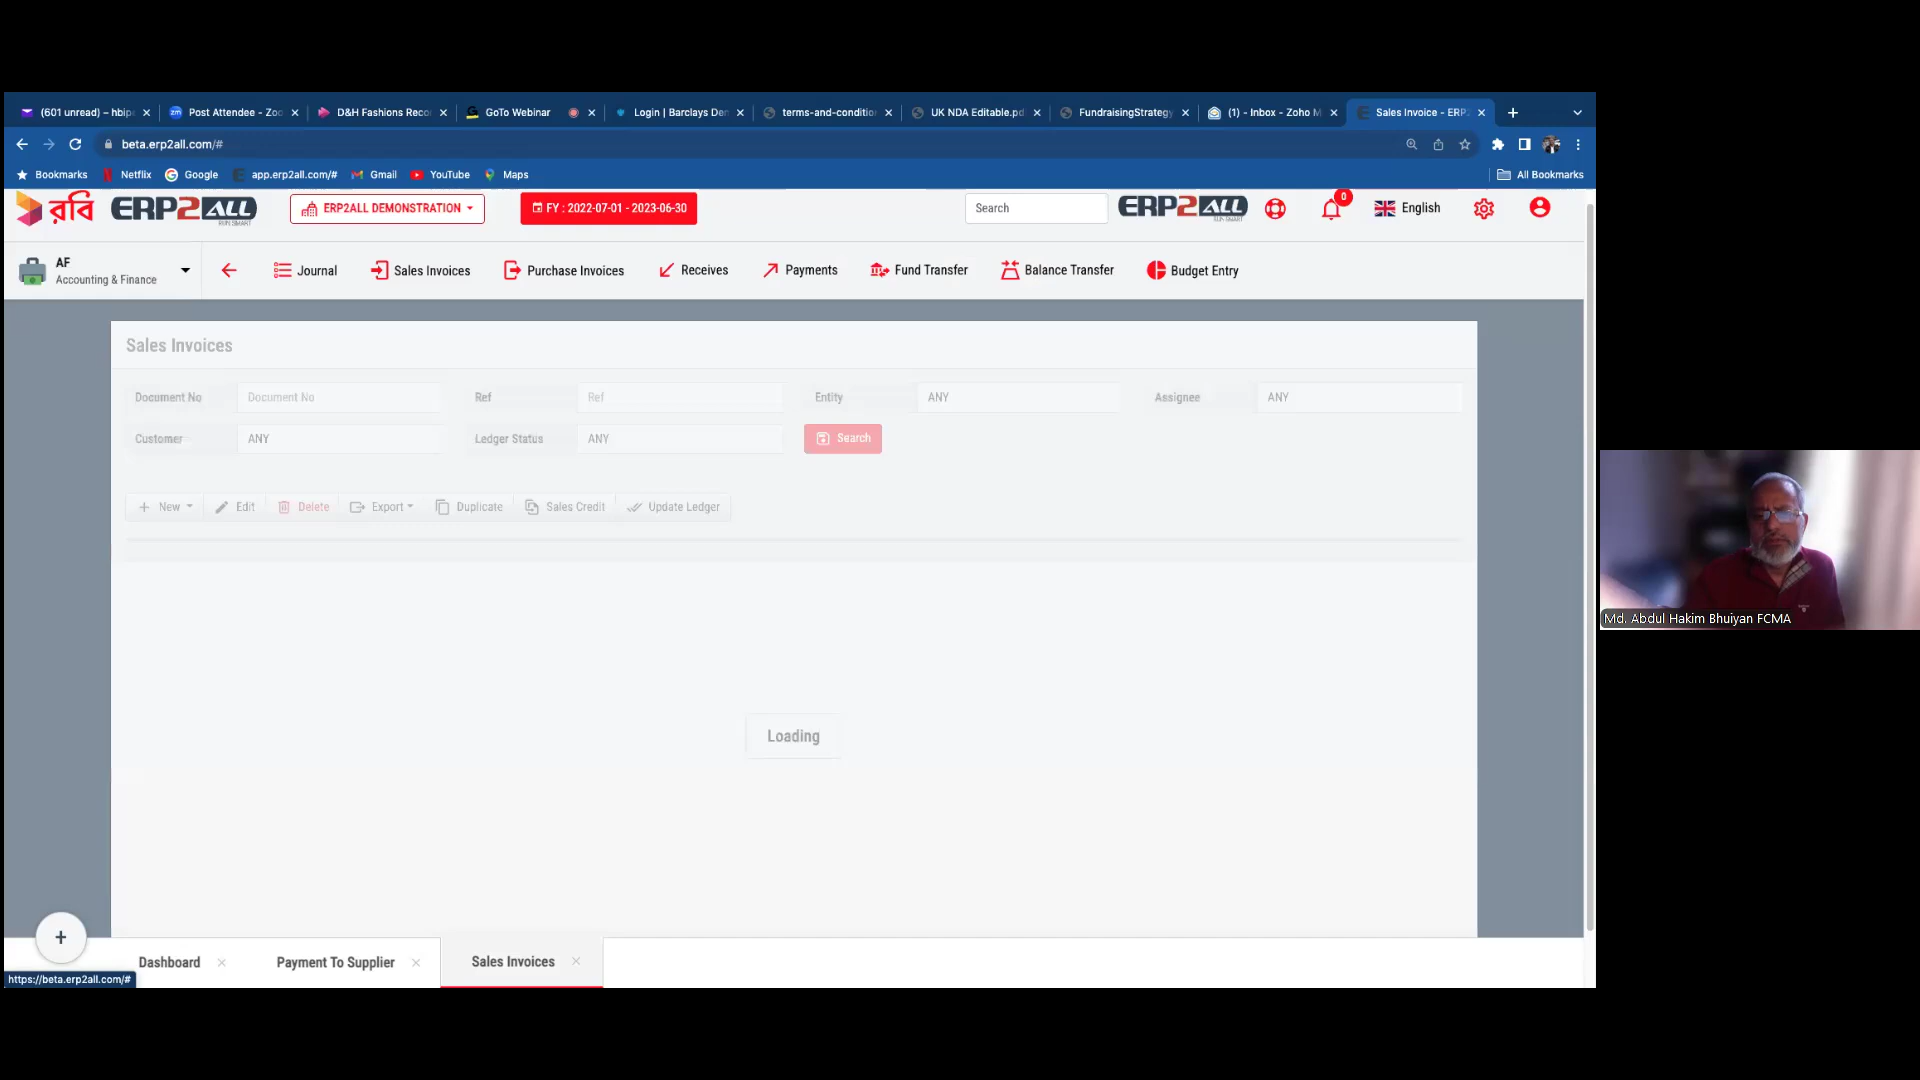 (601 unread) – hbipe
Post Attendee - Zoo
D&H Fashions Reco
GoTo Webinar
Login | Barclays Der
terms-and-conditio
UK NDA Editable.pd
FundraisingStrategy
(1) - Inbox - Zoho M
Sales Invoice - ERP2
beta.erp2all.com/#
Bookmarks
Netflix
Google
app.erp2all.com/#
Gmail
YouTube
Maps
All Bookmarks
রবি
ERP2ALL
RUN SMART
ERP2ALL DEMONSTRATION
FY : 2022-07-01 - 2023-06-30
Search
ERP2ALL
0
English
AF
Accounting & Finance
Journal
Sales Invoices
Purchase Invoices
Receives
Payments
Fund Transfer
Balance Transfer
Budget Entry
Sales Invoices
Document No
Document No
Ref
Ref
Entity
ANY
Assignee
ANY
Customer
ANY
Ledger Status
ANY
Search
New
Edit
Delete
Export
Duplicate
Sales Credit
Update Ledger
Loading
Md. Abdul Hakim Bhuiyan FCMA
+
Dashboard
Payment To Supplier
Sales Invoices
https://beta.erp2all.com/#